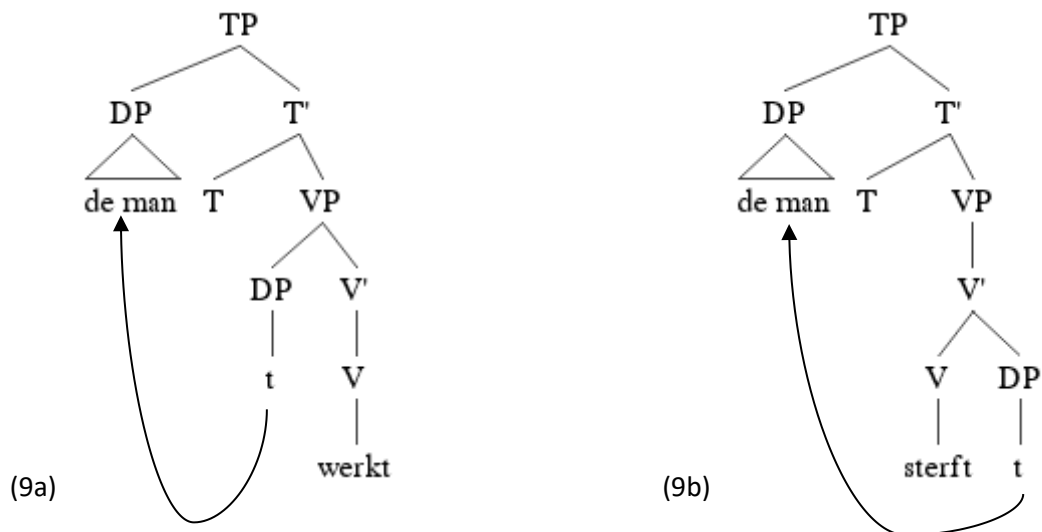 TP TP
DP T' DP T'
de man T VP de man T VP
DP V' V'
t V V DP
werkt sterft t
(9a) (9b)